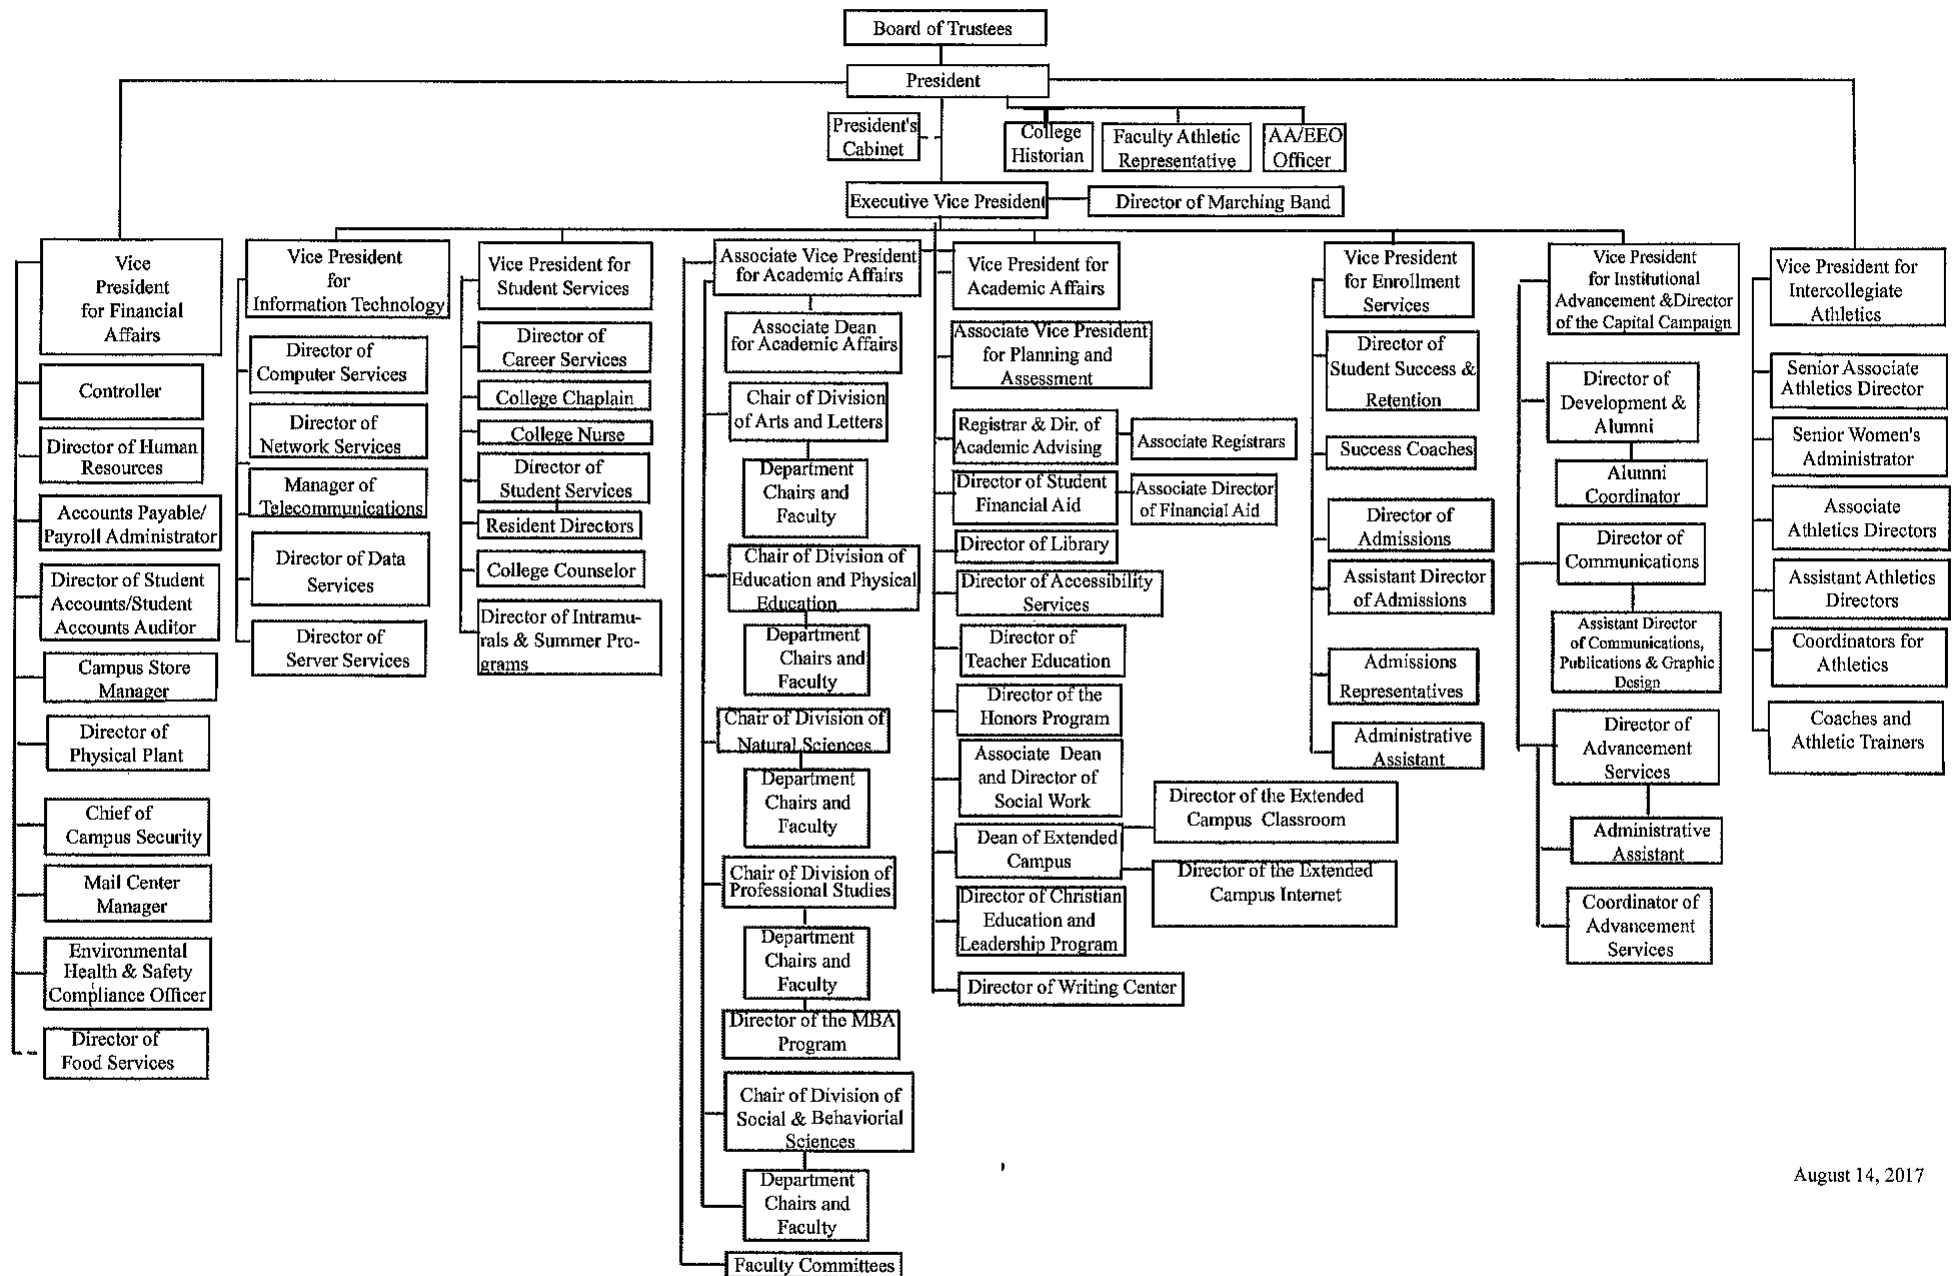 Board of Trustees
President
President's
Cabinet
College
Historian
Faculty Athletic
Representative
AA/EEO
Officer
Executive Vice President
Director of Marching Band
Vice
President
for Financial
Affairs
Controller
Director of Human
Resources
Accounts Payable/
Payroll Administrator
Director of Student
Accounts/Student
Accounts Auditor
Campus Store
Manager
Director of
Physical Plant
Chief of
Campus Security
Mail Center
Manager
Environmental
Health & Safety
Compliance Officer
Director of
Food Services
Vice President
for
Information Technology
Director of
Computer Services
Director of
Network Services
Manager of
Telecommunications
Director of Data
Services
Director of
Server Services
Vice President for
Student Services
Director of
Career Services
College Chaplain
College Nurse
Director of
Student Services
Resident Directors
College Counselor
Director of Intramu-
rals & Summer Pro-
grams
Associate Vice President
for Academic Affairs
Associate Dean
for Academic Affairs
Chair of Division
of Arts and Letters
Department
Chairs and
Faculty
Chair of Division of
Education and Physical
Education
Department
Chairs and
Faculty
Chair of Division of
Natural Sciences
Department
Chairs and
Faculty
Chair of Division of
Professional Studies
Department
Chairs and
Faculty
Director of the MBA
Program
Chair of Division of
Social & Behaviorial
Sciences
Department
Chairs and
Faculty
Faculty Committees
Vice President for
Academic Affairs
Associate Vice President
for Planning and
Assessment
Registrar & Dir. of
Academic Advising
Associate Registrars
Director of Student
Financial Aid
Associate Director
of Financial Aid
Director of Library
Director of Accessibility
Services
Director of
Teacher Education
Director of the
Honors Program
Associate Dean
and Director of
Social Work
Dean of Extended
Campus
Director of the Extended
Campus Classroom
Director of the Extended
Campus Internet
Director of Christian
Education and
Leadership Program
Director of Writing Center
Vice President
for Enrollment
Services
Director of
Student Success &
Retention
Success Coaches
Director of
Admissions
Assistant Director
of Admissions
Admissions
Representatives
Administrative
Assistant
Vice President
for Institutional
Advancement &Director
of the Capital Campaign
Director of
Development &
Alumni
Alumni
Coordinator
Director of
Communications
Assistant Director
of Communications,
Publications & Graphic
Design
Director of
Advancement
Services
Administrative
Assistant
Coordinator of
Advancement
Services
Vice President for
Intercollegiate
Athletics
Senior Associate
Athletics Director
Senior Women's
Administrator
Associate
Athletics Directors
Assistant Athletics
Directors
Coordinators for
Athletics
Coaches and
Athletic Trainers
August 14, 2017